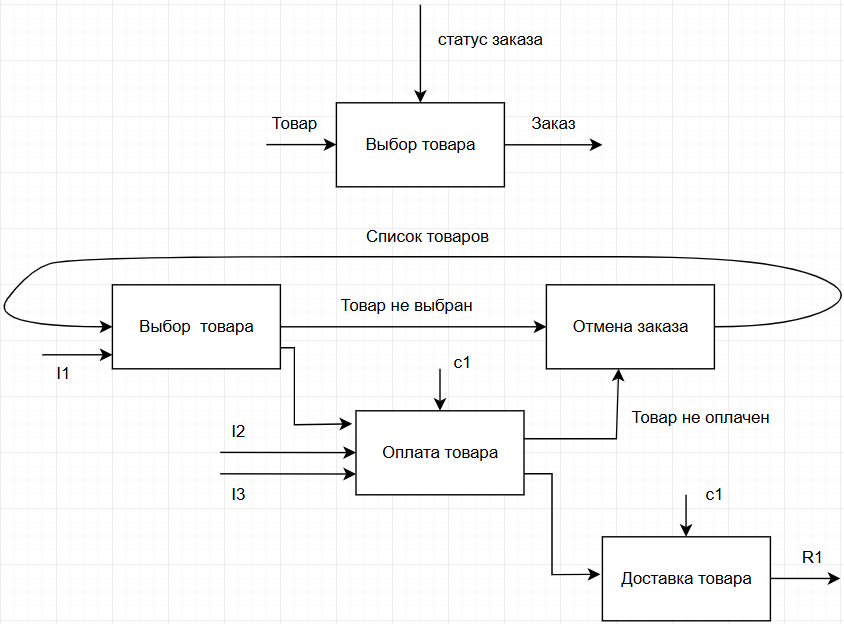 статус заказа
Товар
Выбор товара
Заказ
Список товаров
Выбор товара
Товар не выбран
Отмена заказа
I1
c1
I2
Оплата товара
Товар не оплачен
I3
c1
Доставка товара
R1